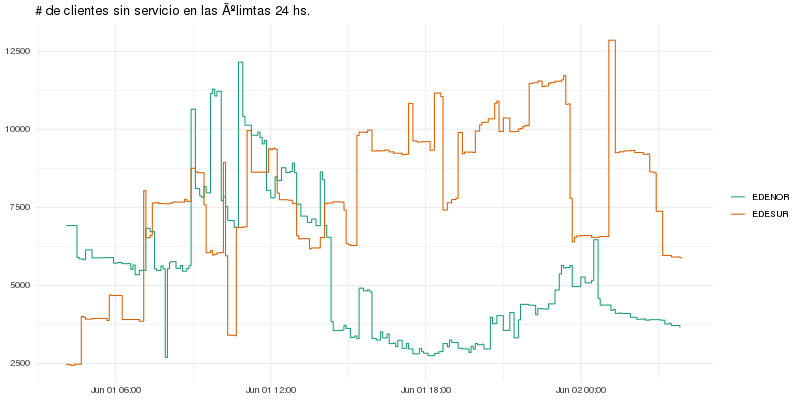 # de clientes sin servicio en las Ãºlimtas 24 hs.
12500
10000
7500
5000
2500
Jun 01 06:00
Jun 01 12:00
Jun 01 18:00
Jun 02 00:00
EDENOR
EDESUR